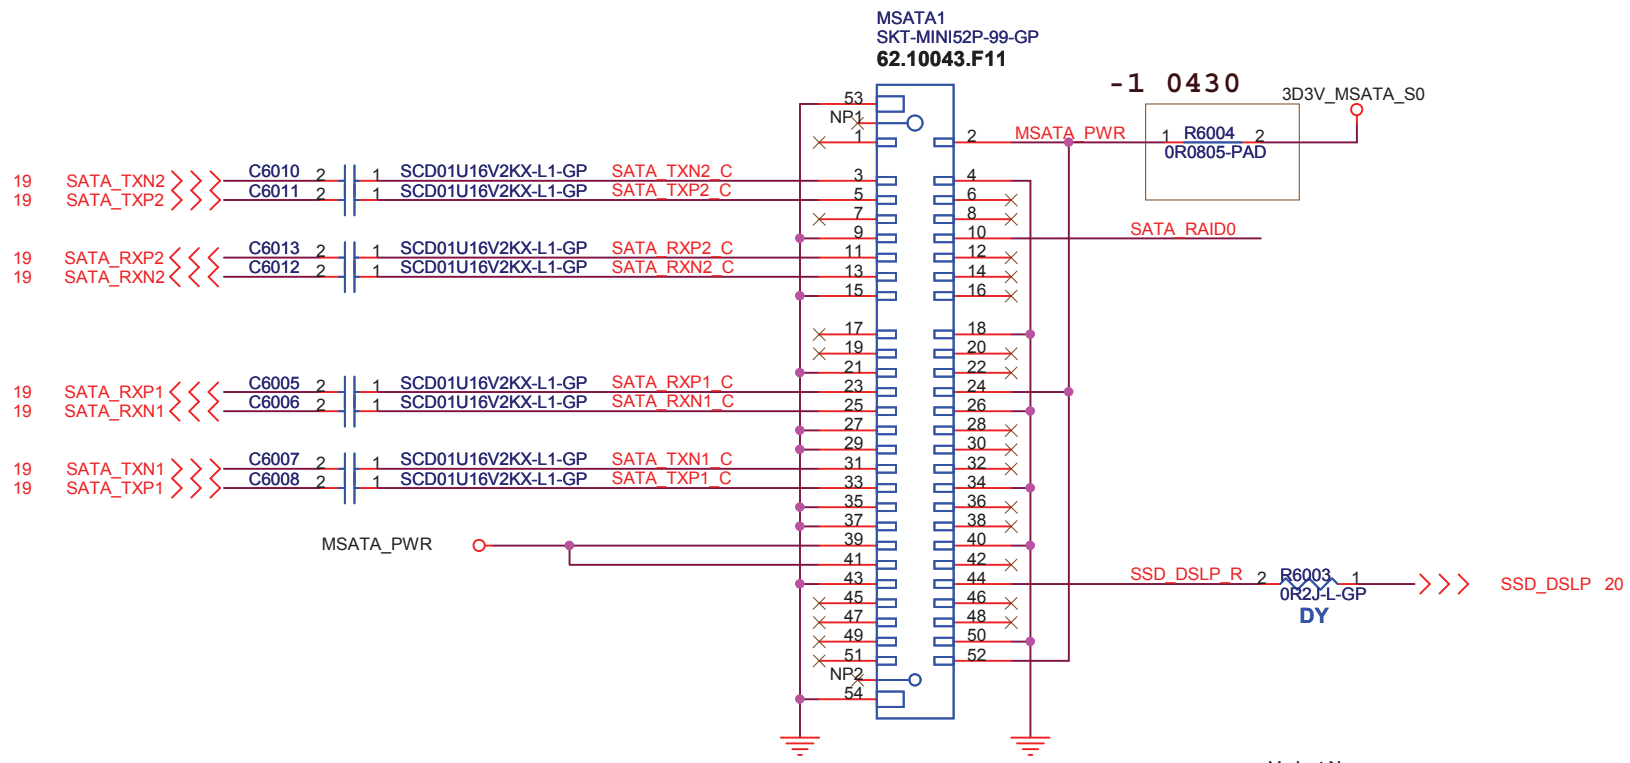 MSATA1
SKT-MINI52P-99-GP
62.10043.F11
-1 0430
3D3V_MSATA_S0
53
NP1
1
2 MSATA_PWR 1 R6004 2
0R0805-PAD
19 SATA_TXN2 C6010 2 1 SCD01U16V2KX-L1-GP SATA_TXN2_C 3 4
19 SATA_TXP2 C6011 2 1 SCD01U16V2KX-L1-GP SATA_TXP2_C 5 6
7 8
9 10 SATA_RAID0
19 SATA_RXP2 C6013 2 1 SCD01U16V2KX-L1-GP SATA_RXP2_C 11 12
19 SATA_RXN2 C6012 2 1 SCD01U16V2KX-L1-GP SATA_RXN2_C 13 14
15 16
17 18
19 20
21 22
19 SATA_RXP1 C6005 2 1 SCD01U16V2KX-L1-GP SATA_RXP1_C 23 24
19 SATA_RXN1 C6006 2 1 SCD01U16V2KX-L1-GP SATA_RXN1_C 25 26
27 28
29 30
19 SATA_TXN1 C6007 2 1 SCD01U16V2KX-L1-GP SATA_TXN1_C 31 32
19 SATA_TXP1 C6008 2 1 SCD01U16V2KX-L1-GP SATA_TXP1_C 33 34
35 36
37 38
MSATA_PWR 39 40
41 42
43 44 SSD_DSLP_R 2 R6003 1 SSD_DSLP 20
0R2J-L-GP
DY
45 46
47 48
49 50
51 52
NP2
54